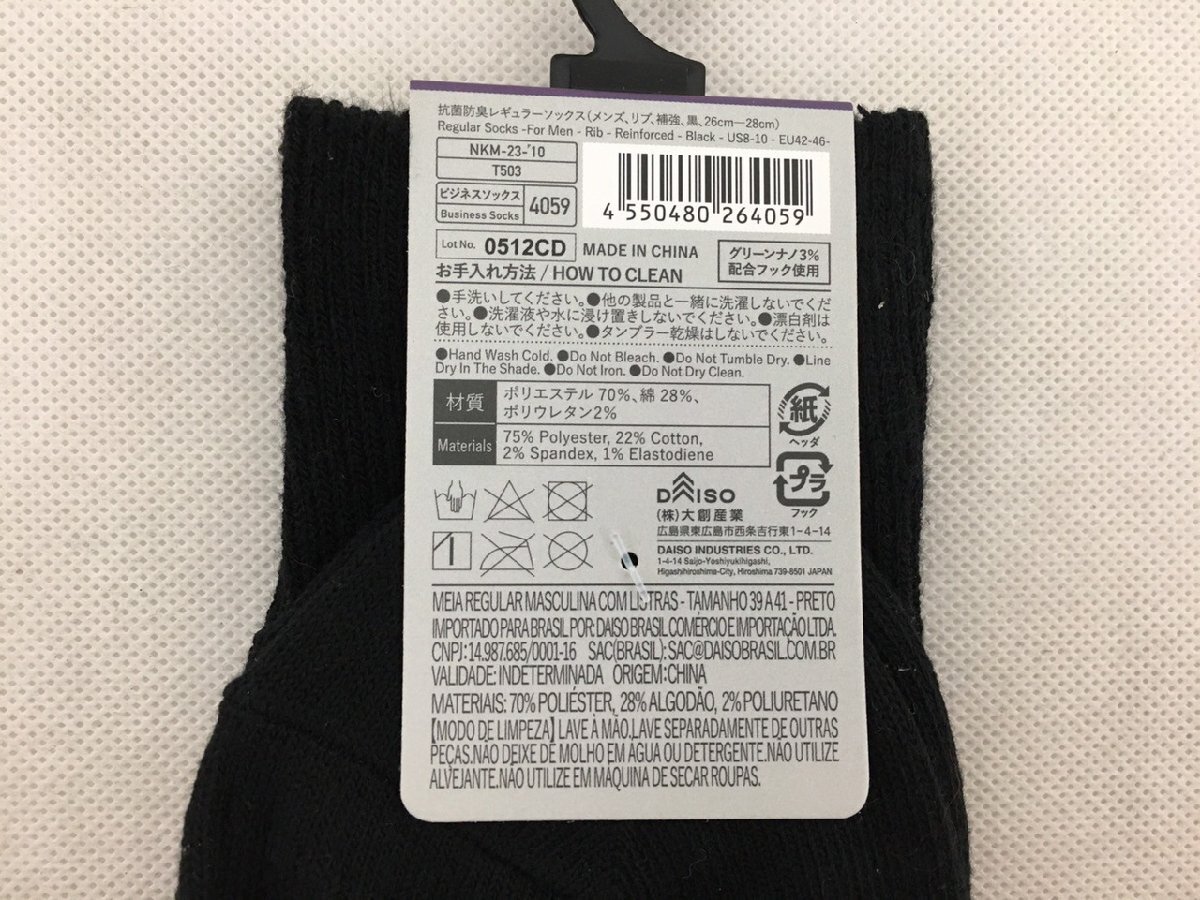 抗菌防臭レギュラーソックス(メンズ、リブ、補強、黒、26cm—28cm)
Regular Socks -For Men - Rib - Reinforced - Black - US8-10 - EU42-46-
NKM-23-'10
T503
ビジネスソックス
Business Socks
4059
4 550480 264059
Lot No. 0512CD
MADE IN CHINA
グリーンナノ3%
配合フック使用
お手入れ方法 / HOW TO CLEAN
●手洗いしてください。●他の製品と一緒に洗濯しないでくだ
さい。●洗濯液や水に浸け置きしないでください。●漂白剤は
使用しないでください。●タンブラー乾燥はしないでください。
●Hand Wash Cold. ●Do Not Bleach. ●Do Not Tumble Dry. ●Line
Dry In The Shade. ●Do Not Iron. ●Do Not Dry Clean.
材質
ポリエステル 70%、綿 28%、
ポリウレタン2%
Materials
75% Polyester, 22% Cotton,
2% Spandex, 1% Elastodiene
紙
ヘッダ
プラ
フック
DAISO
(株)大創産業
広島県東広島市西条吉行東1-4-14
DAISO INDUSTRIES CO., LTD.
1-4-14 Saijo-Yoshiyukihigashi,
Higashihiroshima-City, Hiroshima 739-8501 JAPAN
MEIA REGULAR MASCULINA COM LISTRAS - TAMANHO 39 A 41 - PRETO
IMPORTADO PARA BRASIL POR: DAISO BRASIL COMÉRCIO E IMPORTAÇÃO LTDA.
CNPJ: 14.987.685/0001-16 SAC(BRASIL): SAC@DAISOBRASIL.COM.BR
VALIDADE: INDETERMINADA ORIGEM: CHINA
MATERIAIS: 70% POLIÉSTER, 28% ALGODÃO, 2% POLIURETANO
【MODO DE LIMPEZA】 LAVE À MÃO.LAVE SEPARADAMENTE DE OUTRAS
PEÇAS.NÃO DEIXE DE MOLHO EM ÁGUA OU DETERGENTE.NÃO UTILIZE
ALVEJANTE.NÃO UTILIZE EM MAQUINA DE SECAR ROUPAS.